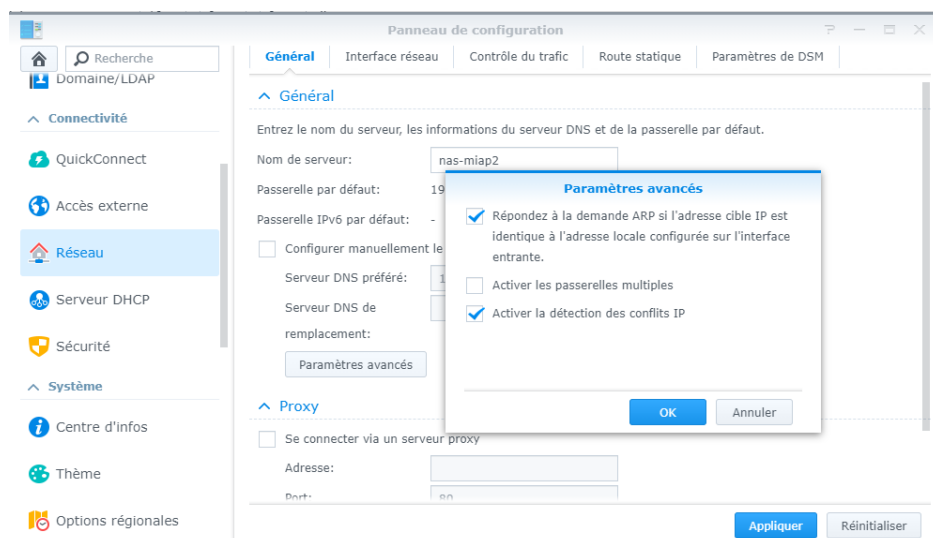 Panneau de configuration
Recherche
Domaine/LDAP
Connectivité
QuickConnect
Accès externe
Réseau
Serveur DHCP
Sécurité
Système
Centre d'infos
Thème
Options régionales
Général
Interface réseau
Contrôle du trafic
Route statique
Paramètres de DSM
Général
Entrez le nom du serveur, les informations du serveur DNS et de la passerelle par défaut.
Nom de serveur:
nas-miap2
Passerelle par défaut:
19
Passerelle IPv6 par défaut:
-
Configurer manuellement le
Serveur DNS préféré:
1
Serveur DNS de
remplacement:
Paramètres avancés
Proxy
Se connecter via un serveur proxy
Adresse:
Port:
80
Appliquer
Réinitialiser
Paramètres avancés
Répondez à la demande ARP si l'adresse cible IP est
identique à l'adresse locale configurée sur l'interface
entrante.
Activer les passerelles multiples
Activer la détection des conflits IP
OK
Annuler